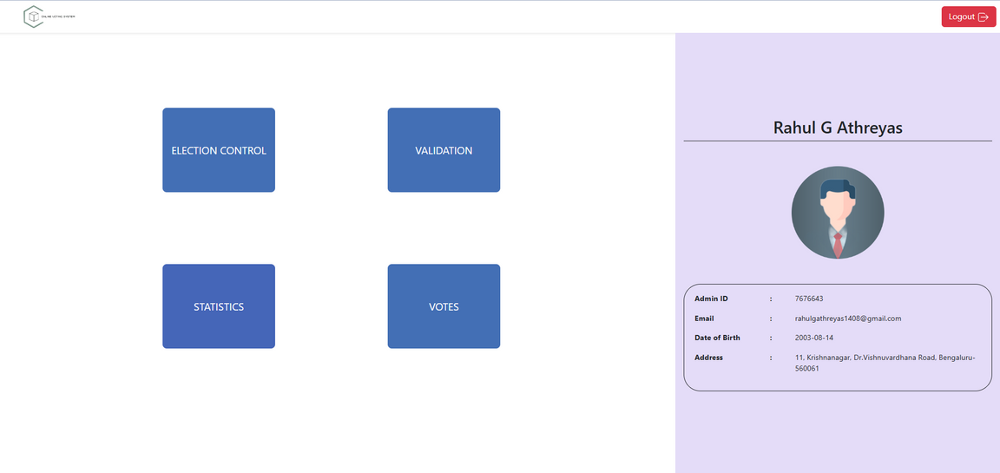 ONLINE VOTING SYSTEM
Logout
ELECTION CONTROL
VALIDATION
STATISTICS
VOTES
Rahul G Athreyas
Admin ID : 7676643
Email : rahulgathreyas1408@gmail.com
Date of Birth : 2003-08-14
Address : 11, Krishnanagar, Dr.Vishnuvardhana Road, Bengaluru-
560061